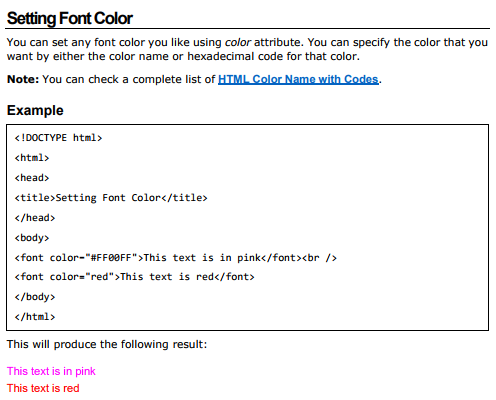 Setting Font Color
You can set any font color you like using color attribute. You can specify the color that you
want by either the color name or hexadecimal code for that color.
Note: You can check a complete list of HTML Color Name with Codes.
Example
<!DOCTYPE html>
<html>
<head>
<title>Setting Font Color</title>
</head>
<body>
<font color="#FF00FF">This text is in pink</font><br />
<font color="red">This text is red</font>
</body>
</html>
This will produce the following result:
This text is in pink
This text is red